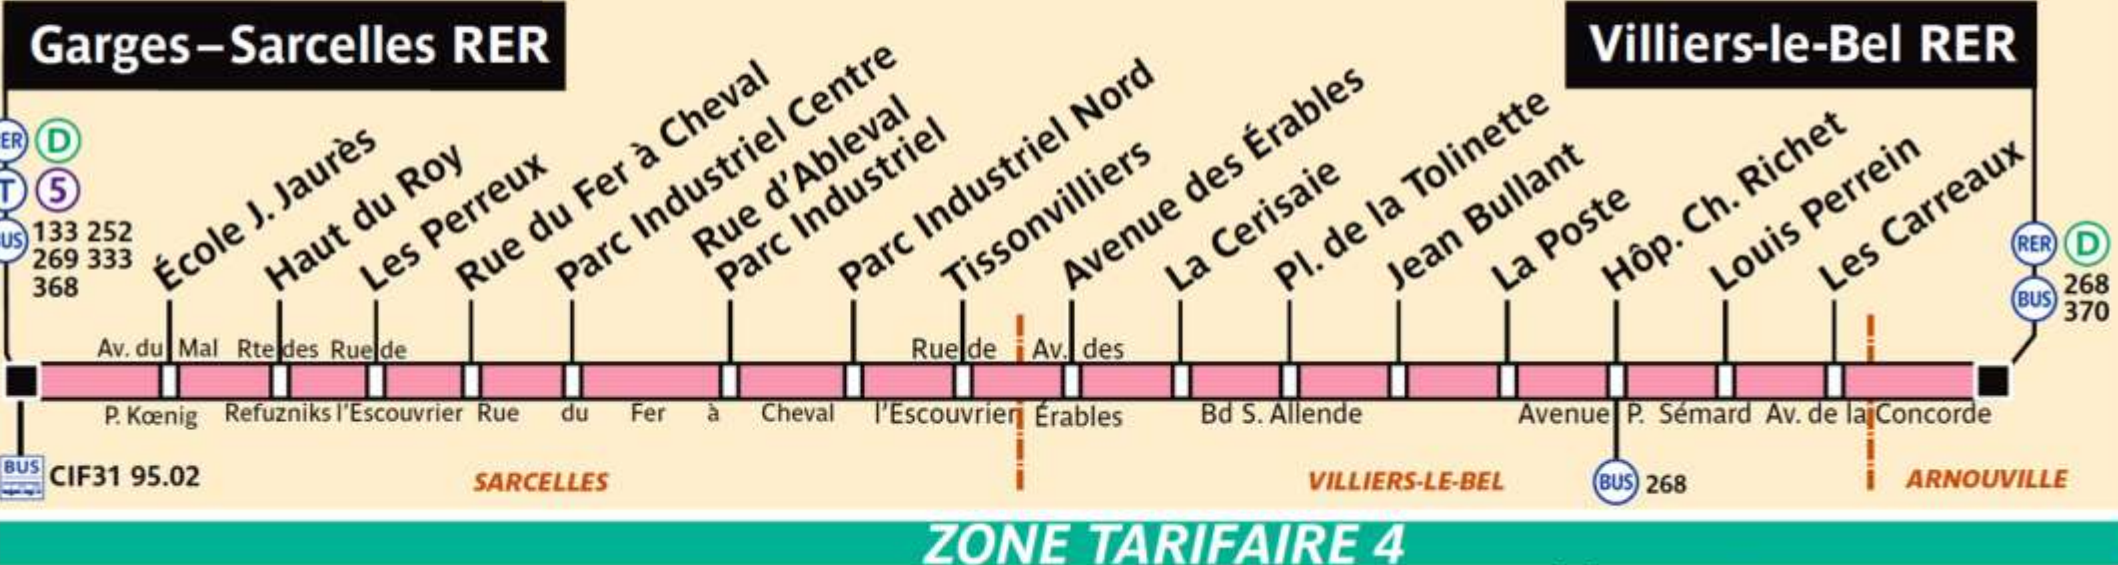 Garges–Sarcelles RER
Villiers-le-Bel RER
RER D
T 5
BUS 133 252
269 333
368
École J. Jaurès
Haut du Roy
Les Perreux
Rue du Fer à Cheval
Parc Industriel Centre
Rue d'Ableval
Parc Industriel
Parc Industriel Nord
Tissonvilliers
Avenue des Érables
La Cerisaie
Pl. de la Tolinette
Jean Bullant
La Poste
Hôp. Ch. Richet
Louis Perrein
Les Carreaux
RER D
BUS 268
370
Av. du Mal Rte des Rue de Rue de Av. des
P. Kœnig Refuzniks l'Escouvrier Rue du Fer à Cheval l'Escouvrier Érables Bd S. Allende Avenue P. Sémard Av. de la Concorde
BUS CIF31 95.02
SARCELLES
VILLIERS-LE-BEL
BUS 268
ARNOUVILLE
ZONE TARIFAIRE 4